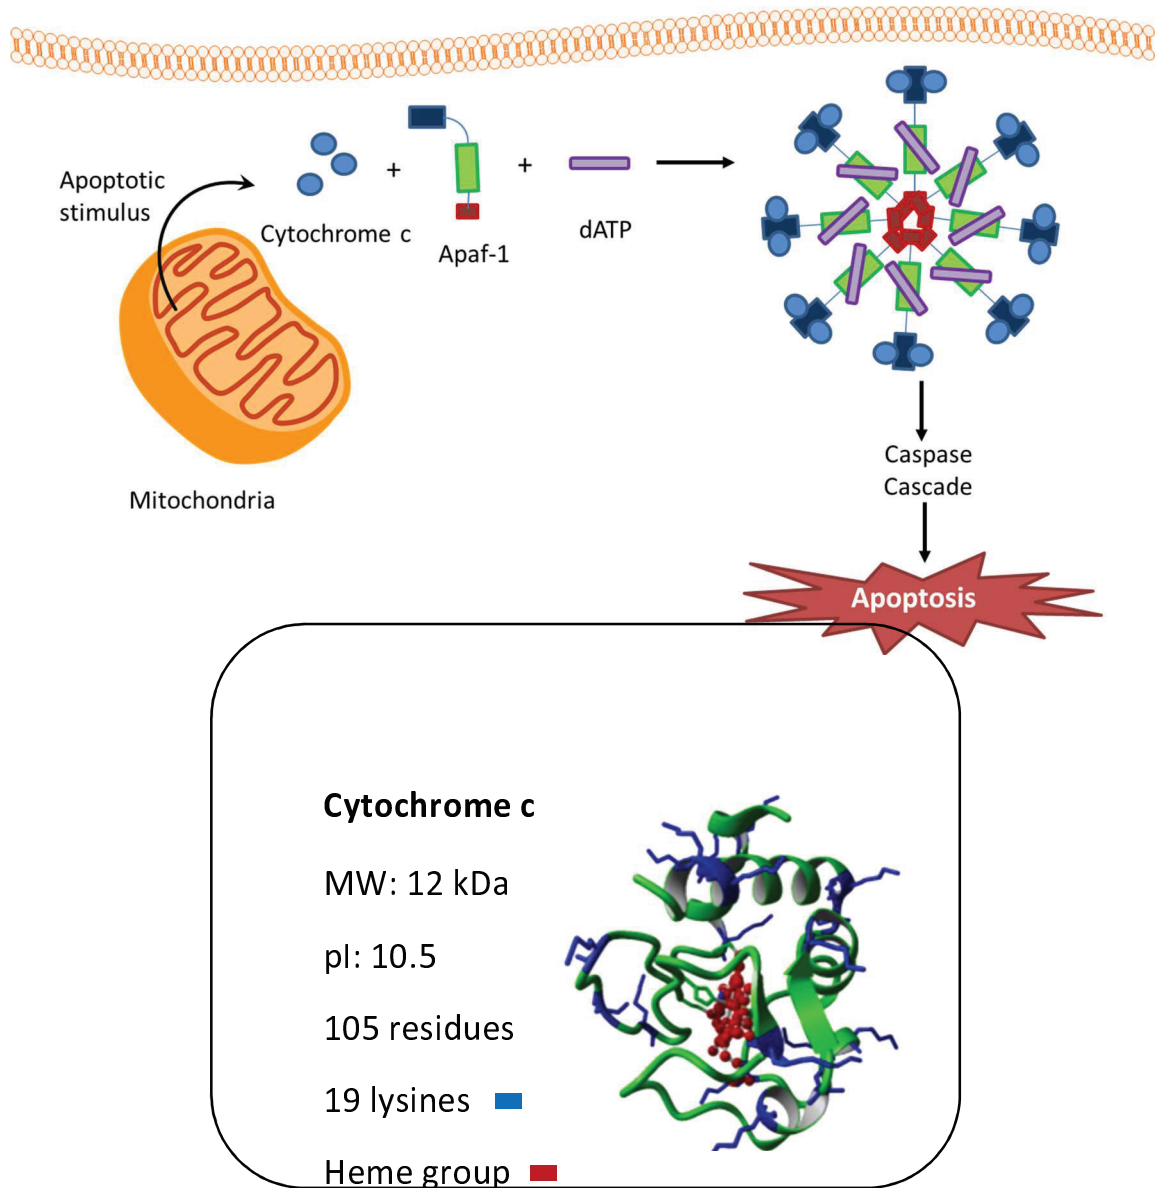 Apoptotic
stimulus
+
+
Cytochrome c
Apaf-1
dATP
Mitochondria
Caspase
Cascade
Apoptosis
Cytochrome c
MW: 12 kDa
pI: 10.5
105 residues
19 lysines
Heme group